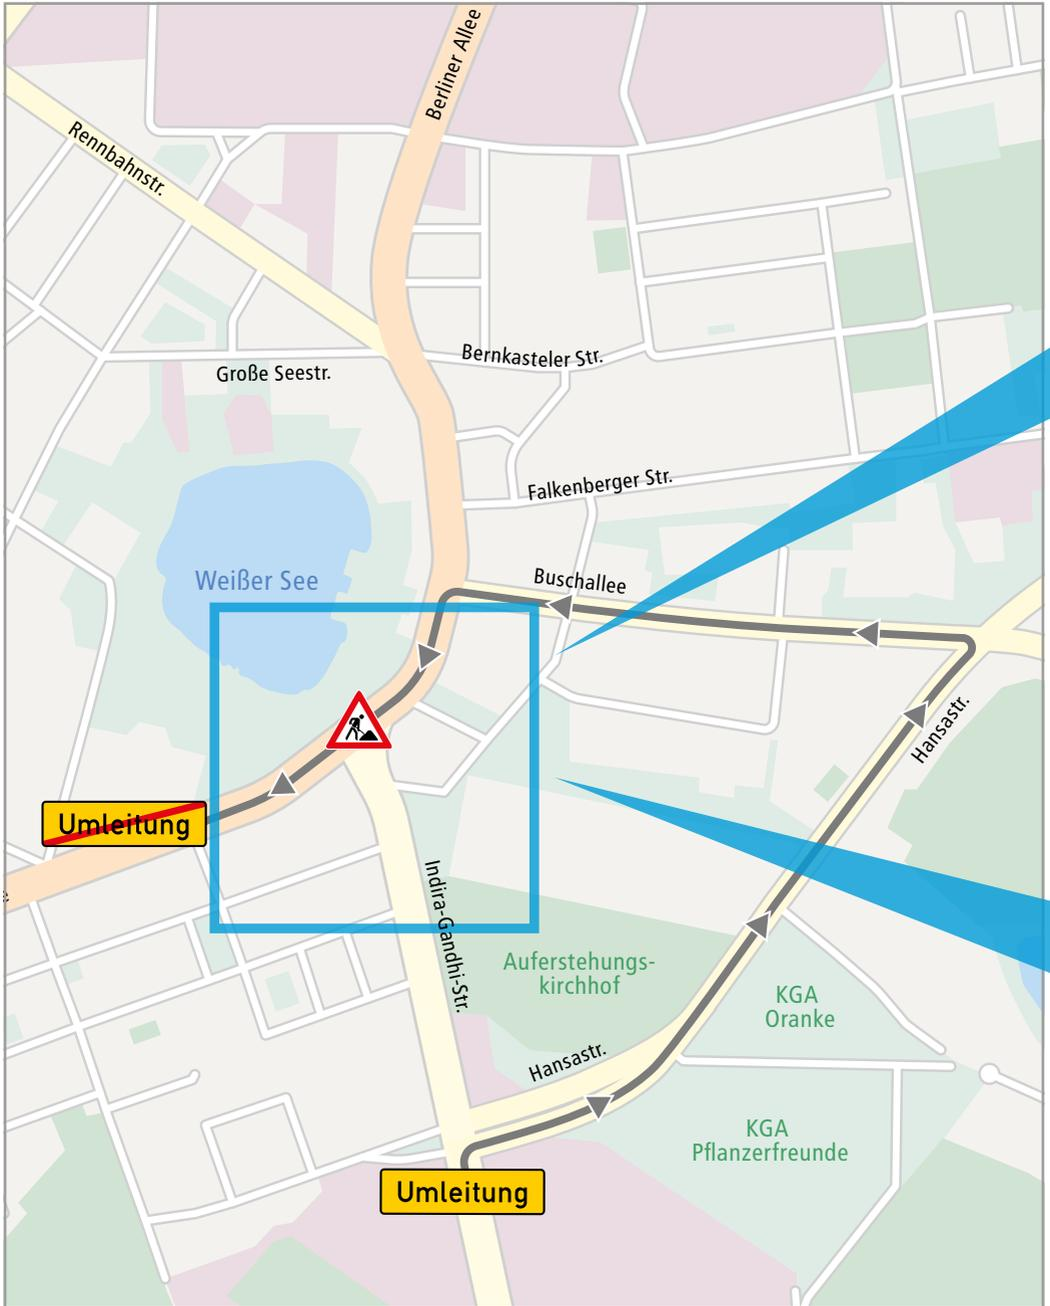 Berliner Allee
Rennbahnstr.
Bernkasteler Str.
Große Seestr.
Falkenberger Str.
Weißer See
Buschallee
Hansastr.
Umleitung
Indira-Gandhi-Str.
Auferstehungs-
kirchhof
KGA
Oranke
Hansastr.
KGA
Pflanzerfreunde
Umleitung